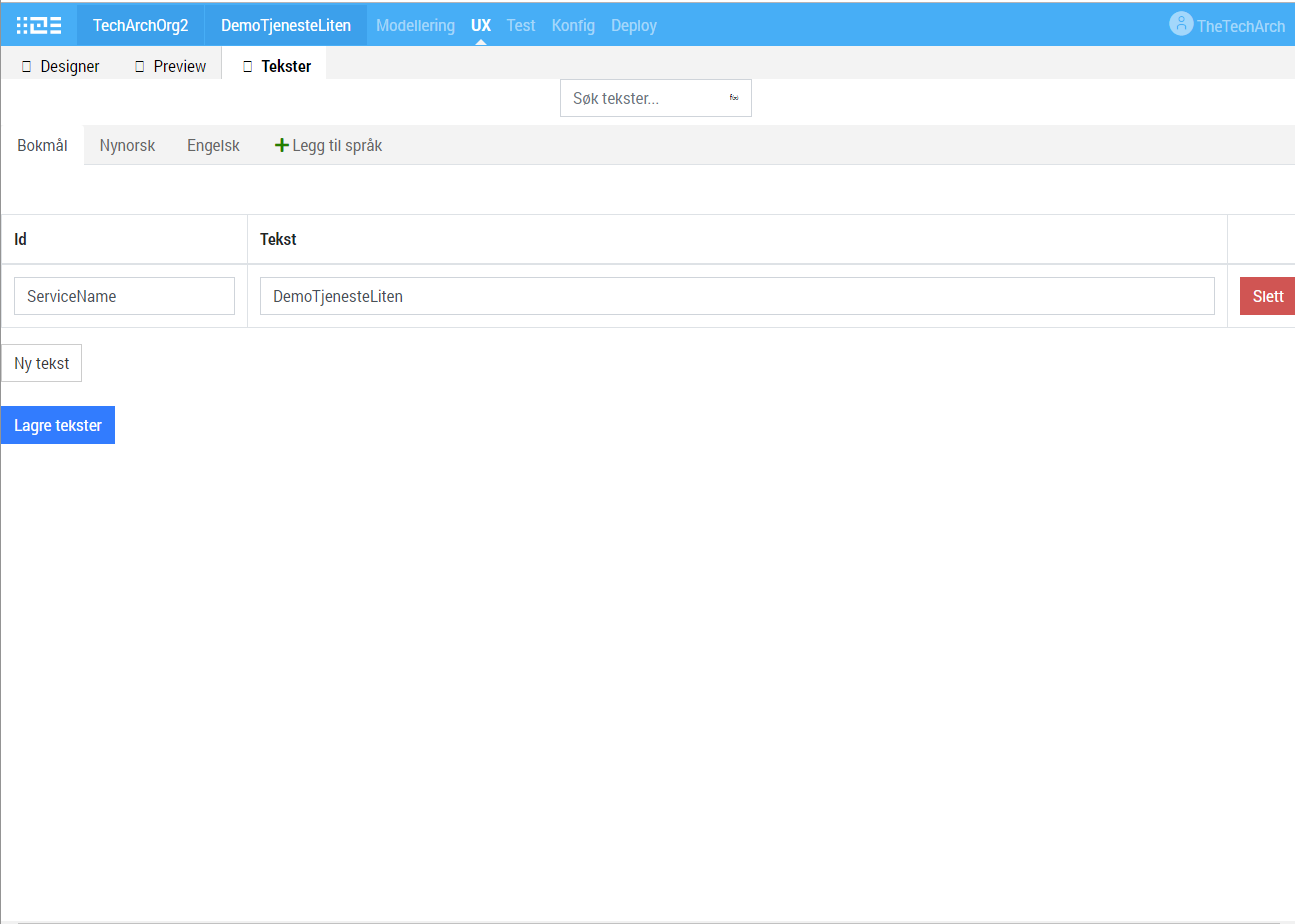 TechArchOrg2 DemoTjenesteLiten Modellering UX Test Konfig Deploy TheTechArch
Designer Preview Tekster
Søk tekster...
Bokmål Nynorsk Engelsk Legg til språk
Id Tekst
ServiceName DemoTjenesteLiten Slett
Ny tekst
Lagre tekster